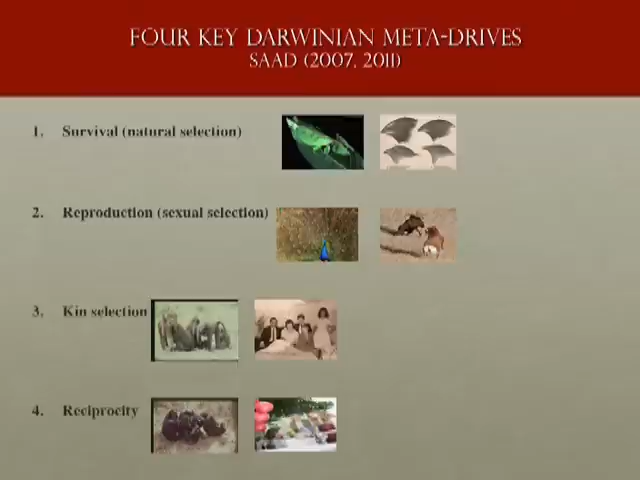 FOUR KEY DARWINIAN META-DRIVES
SAAD (2007, 2011)
1. Survival (natural selection)
2. Reproduction (sexual selection)
3. Kin selection
4. Reciprocity